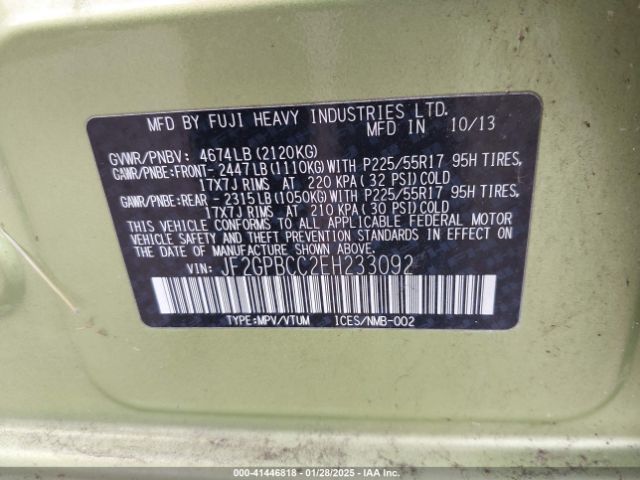 MFD BY FUJI HEAVY INDUSTRIES LTD.
MFD IN 10/13
GVWR/PNBV: 4674LB(2120KG)
GAWR/PNBE:FRONT- 2447LB(1110KG)WITH P225/55R17 95H TIRES,
17X7J RIMS AT 220 KPA(32 PSI)COLD
GAWR/PNBE:REAR - 2315LB(1050KG)WITH P225/55R17 95H TIRES,
17X7J RIMS AT 210 KPA(30 PSI)COLD
THIS VEHICLE CONFORMS TO ALL APPLICABLE FEDERAL MOTOR
VEHICLE SAFETY AND THEFT PREVENTION STANDARDS IN EFFECT
ON THE DATE OF MANUFACTURE SHOWN ABOVE.
VIN: JF2GPBCC2EH233092
TYPE:MPV/VTUM ICES/NMB-002
000-41446818 - 01/28/2025 - IAA Inc.